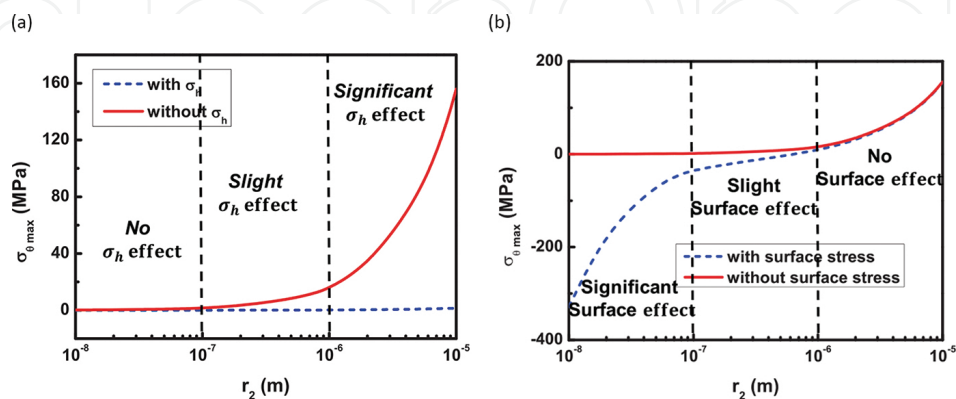 (a)
160
120
80
40
0
σθ max (MPa)
with σh
without σh
Significant
σh effect
Slight
σh effect
No
σh effect
10^-8
10^-7
10^-6
10^-5
r2 (m)
(b)
200
0
-200
-400
σθ max (MPa)
No
Surface effect
Slight
Surface effect
with surface stress
without surface stress
Significant
Surface effect
10^-8
10^-7
10^-6
10^-5
r2 (m)